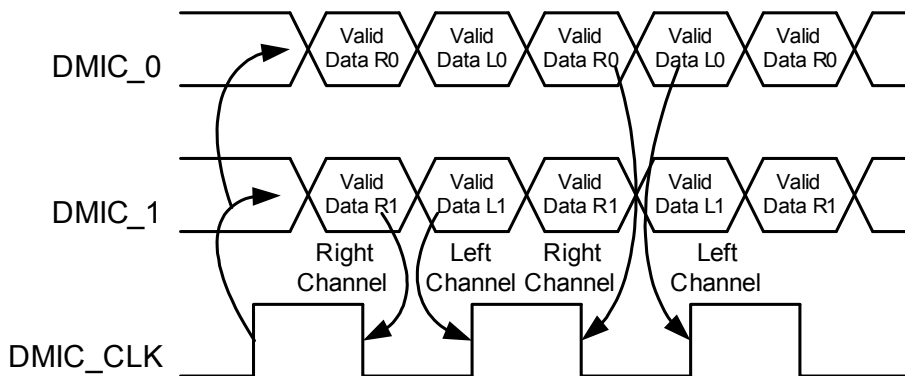 Valid Data R0
Valid Data L0
Valid Data R0
Valid Data L0
Valid Data R0
DMIC_0
Valid Data R1
Valid Data L1
Valid Data R1
Valid Data L1
Valid Data R1
DMIC_1
Right Channel
Left Channel
Right Channel
Left Channel
DMIC_CLK